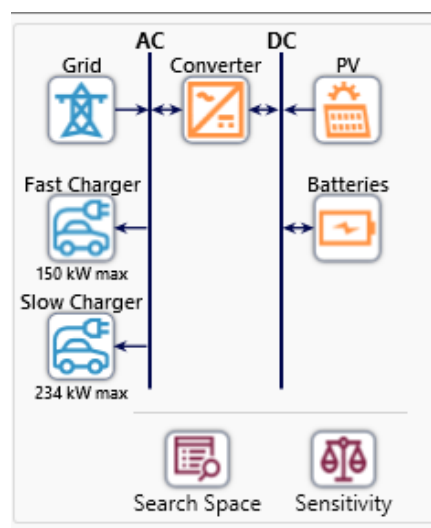 AC DC
Grid Converter PV
Fast Charger Batteries
150 kW max
Slow Charger
234 kW max
Search Space Sensitivity